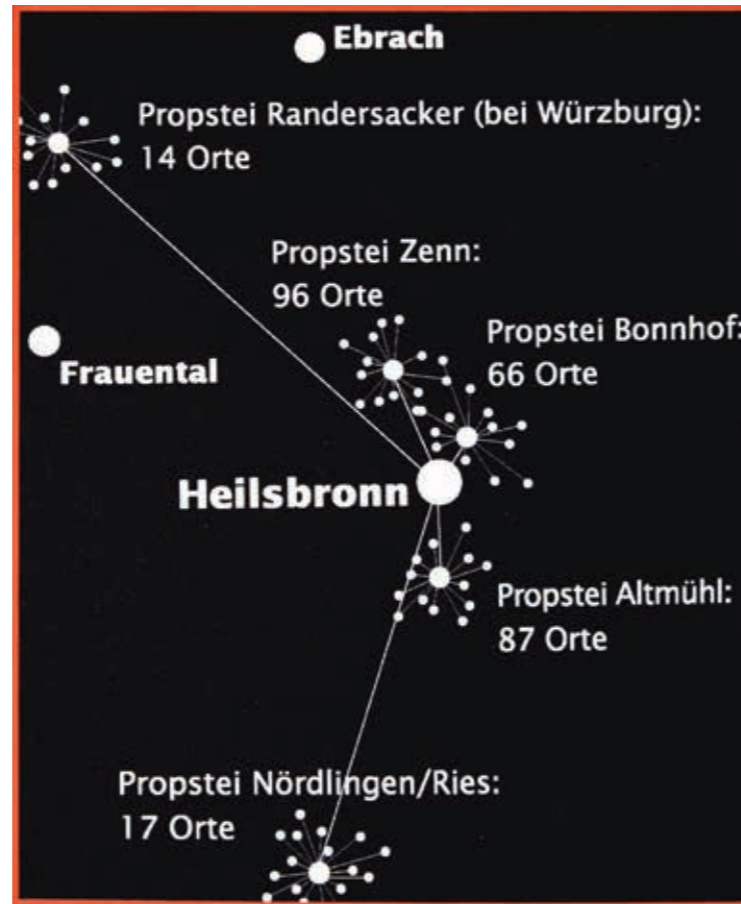 Ebrach
Propstei Randersacker (bei Würzburg):
14 Orte
Propstei Zenn:
96 Orte
Propstei Bonnhof:
66 Orte
Frauental
Heilsbronn
Propstei Altmühl:
87 Orte
Propstei Nördlingen/Ries:
17 Orte